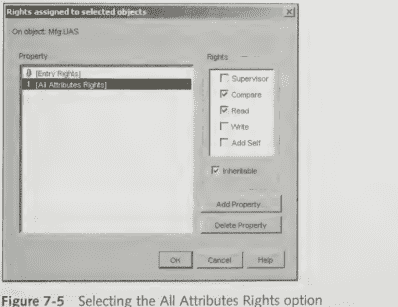 Rights assigned to selected objects
On object: Mfg.UAS
Property
Rights
[Entry Rights]
[All Attributes Rights]
Supervisor
Compare
Read
Write
Add Self
Inheritable
Add Property
Delete Property
OK
Cancel
Help
Figure 7-5 Selecting the All Attributes Rights option